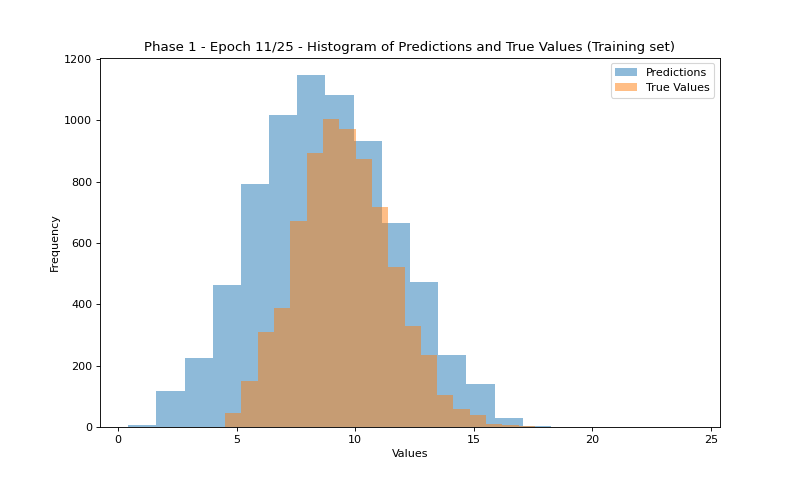 Phase 1 - Epoch 11/25 - Histogram of Predictions and True Values (Training set)
Predictions
True Values
1200
1000
800
600
400
200
0
Frequency
0 5 10 15 20 25
Values